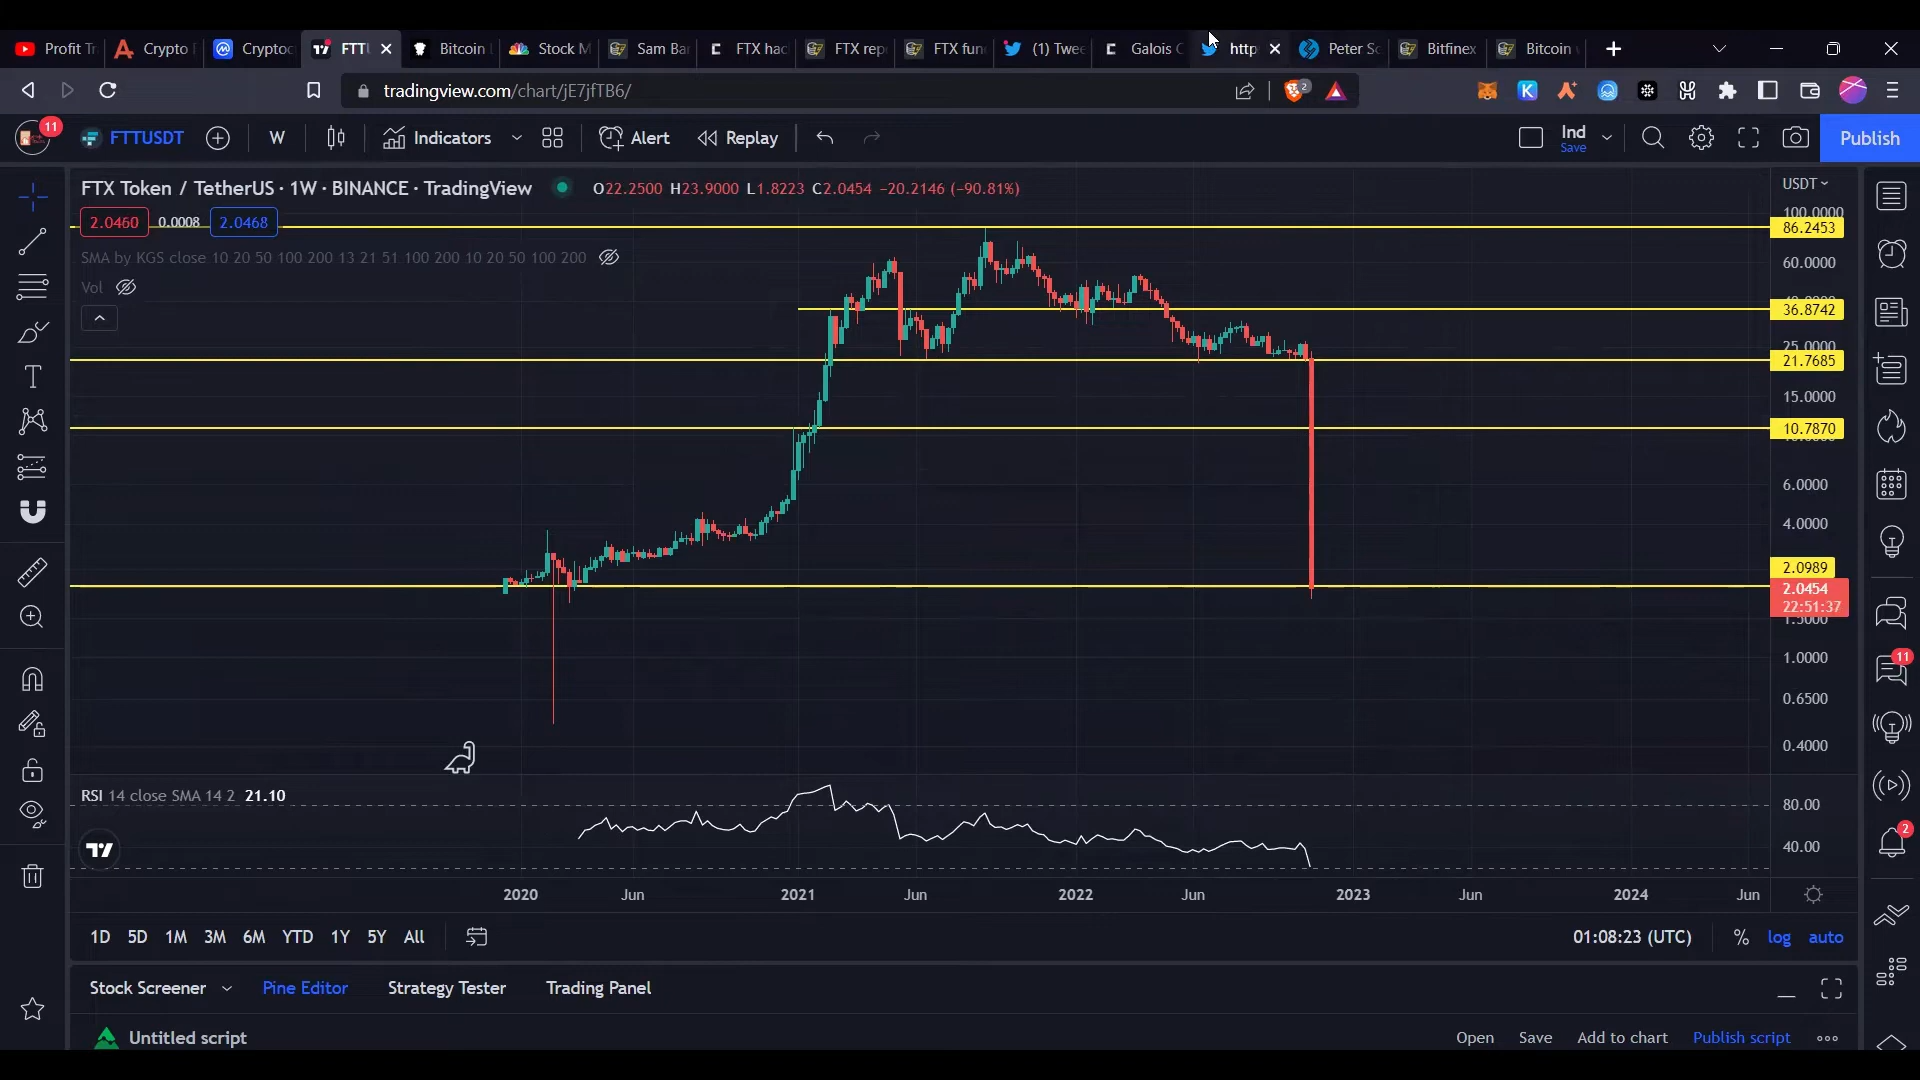 Profit Tr
Crypto
Cryptoc
FTTU
Bitcoin
Stock M
Sam Ba
FTX hac
FTX rep
FTX fun
(1) Twee
Galois C
http
Peter Sc
Bitfinex
Bitcoin
tradingview.com/chart/jE7jfTB6/
2
11
FTTUSDT
W
Indicators
Alert
Replay
Ind
Save
Publish
FTX Token / TetherUS · 1W · BINANCE · TradingView
O22.2500 H23.9000 L1.8223 C2.0454 −20.2146 (−90.81%)
USDT
2.0460
0.0008
2.0468
SMA by KGS close 10 20 50 100 200 13 21 51 100 200 10 20 50 100 200
Vol
100.0000
86.2453
60.0000
36.8742
25.0000
21.7685
15.0000
10.7870
6.0000
4.0000
2.0989
2.0454
22:51:37
1.5000
1.0000
0.6500
0.4000
11
RSI 14 close SMA 14 2 21.10
80.00
40.00
2
2020
Jun
2021
Jun
2022
Jun
2023
Jun
2024
Jun
1D
5D
1M
3M
6M
YTD
1Y
5Y
All
01:08:23 (UTC)
%
log
auto
Stock Screener
Pine Editor
Strategy Tester
Trading Panel
Untitled script
Open
Save
Add to chart
Publish script